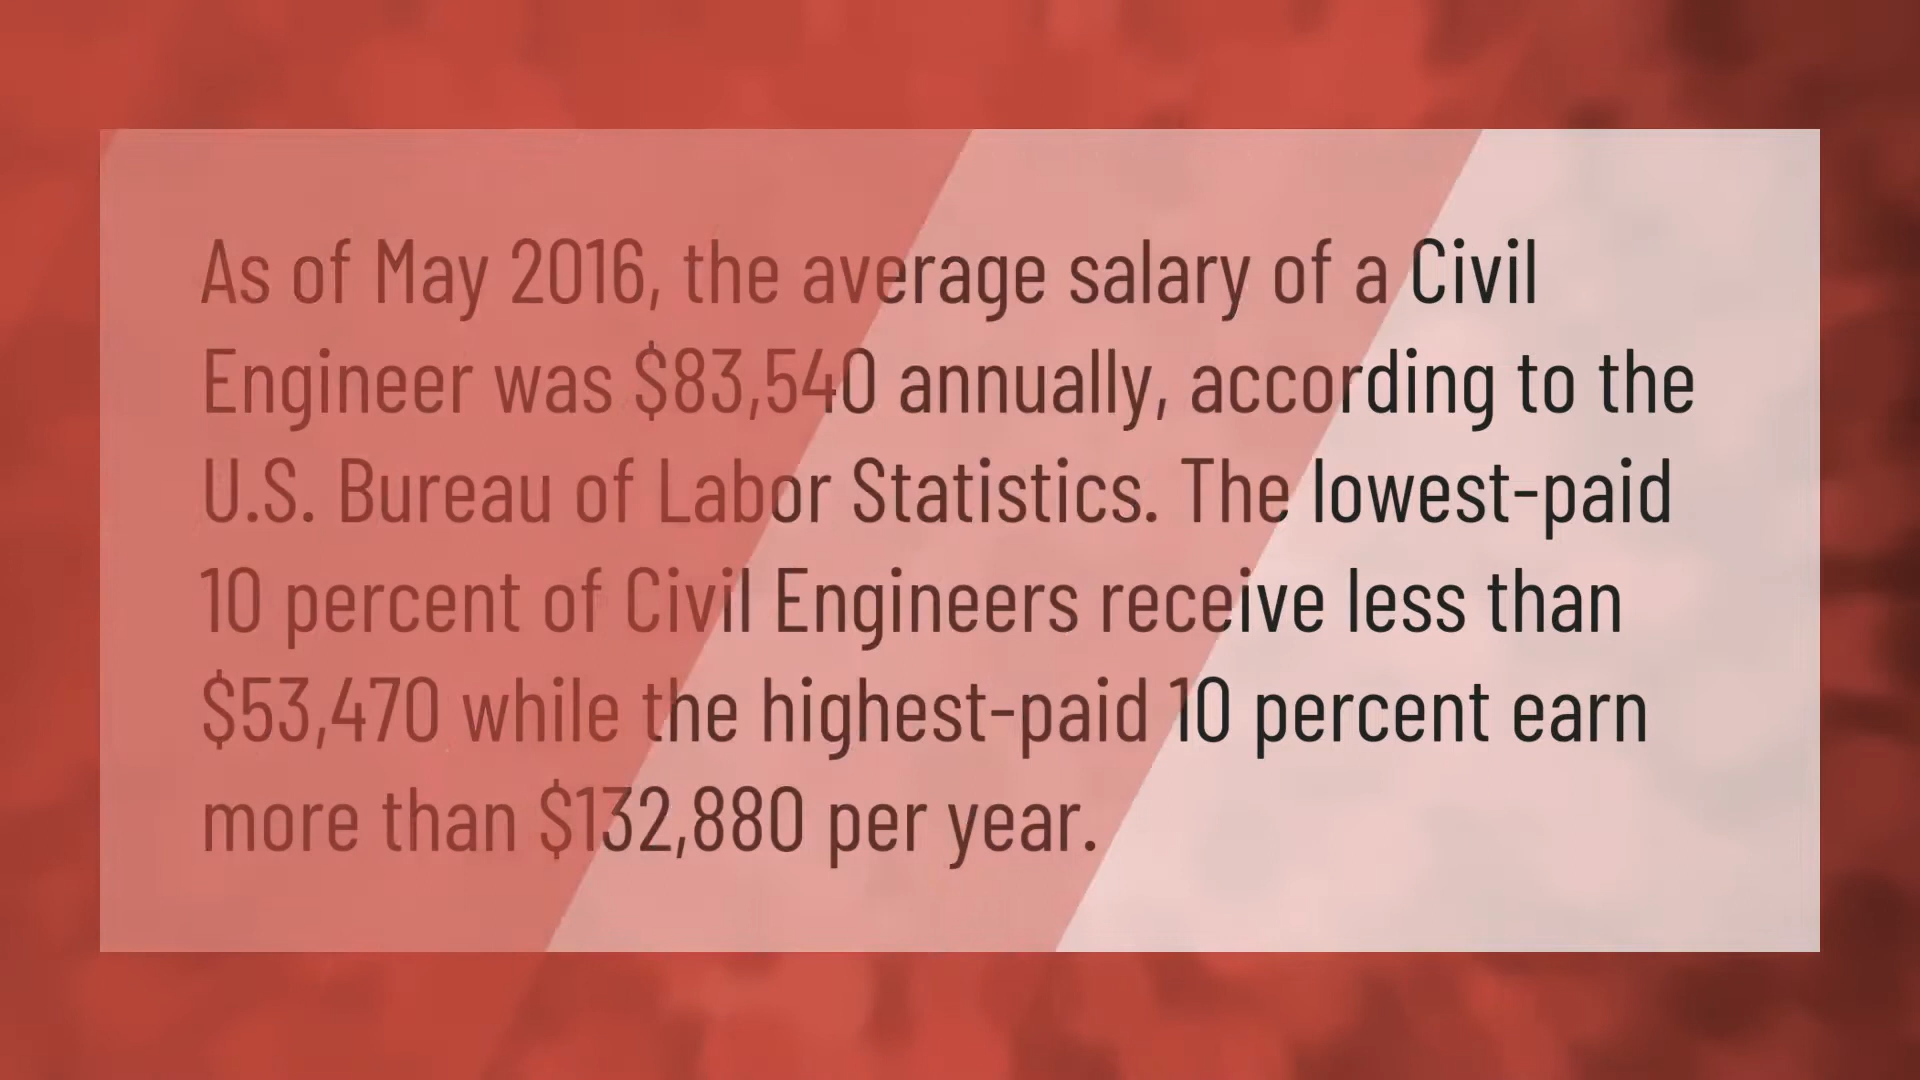 As of May 2016, the average salary of a Civil
Engineer was $83,540 annually, according to the
U.S. Bureau of Labor Statistics. The lowest-paid
10 percent of Civil Engineers receive less than
$53,470 while the highest-paid 10 percent earn
more than $132,880 per year.